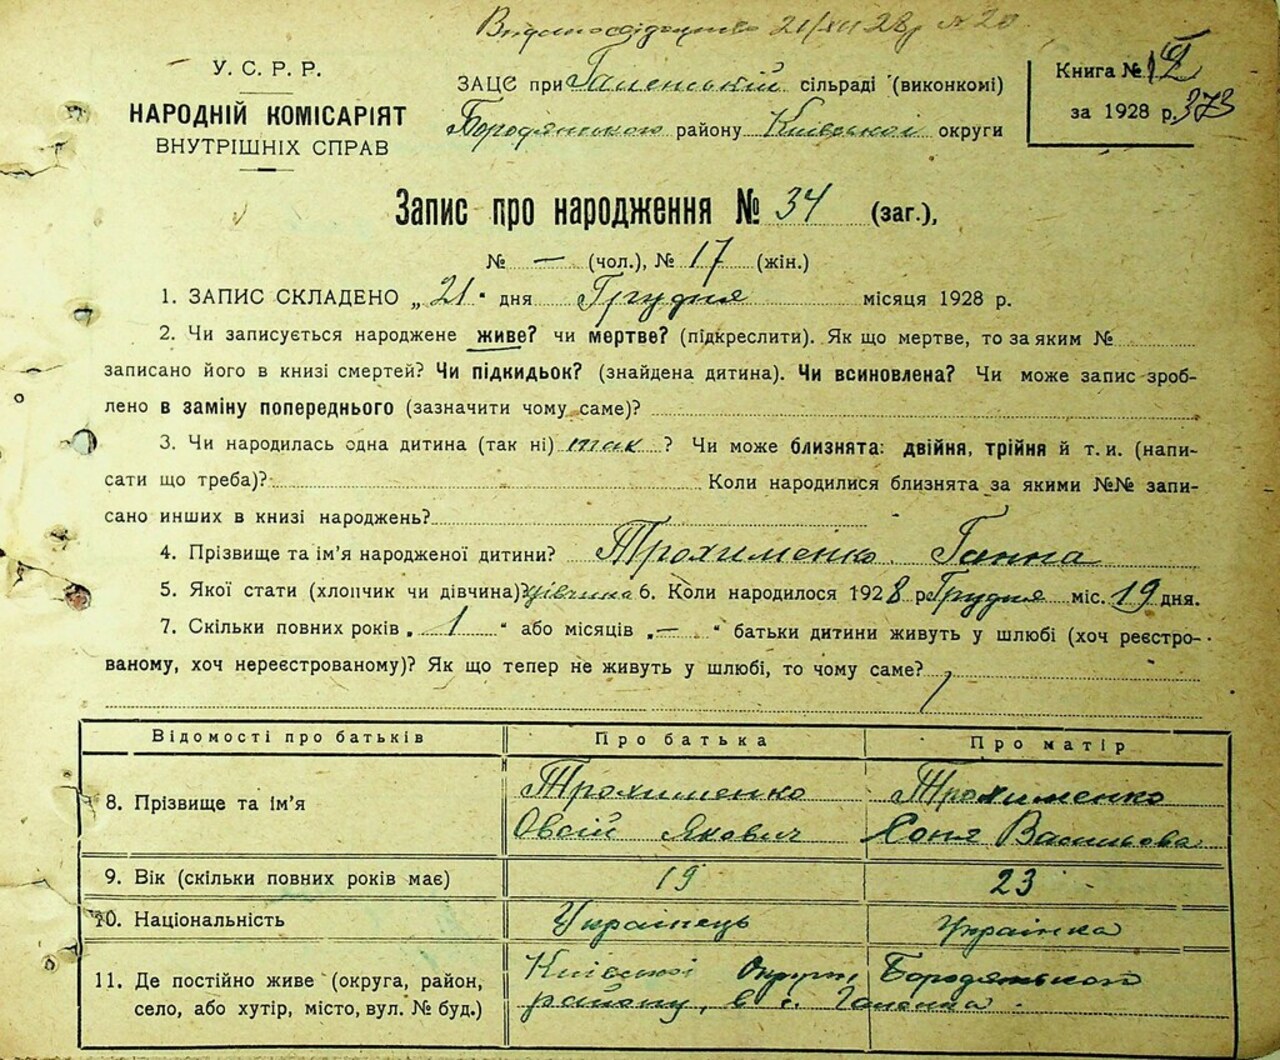 Видано свідоцтво 21/XII 28 р № 20
У. С. Р. Р.
НАРОДНІЙ КОМІСАРІЯТ
ВНУТРІШНІХ СПРАВ
ЗАЦС при Галенській сільраді (виконкомі)
Бородянського району Київської округи
Книга №
за 1928 р. 373
Запис про народження № 34 (заг.),
№ — (чол.), № 17 (жін.)
1. ЗАПИС СКЛАДЕНО „21" дня Грудня місяця 1928 р.
2. Чи записується народжене живе? чи мертве? (підкреслити). Як що мертве, то за яким №
записано його в книзі смертей? Чи підкидьок? (знайдена дитина). Чи всиновлена? Чи може запис зроб-
лено в заміну попереднього (зазначити чому саме)?
3. Чи народилась одна дитина (так ні) так ? Чи може близнята: двійня, трійня й т. и. (напи-
сати що треба)? Коли народилися близнята за якими №№ запи-
сано инших в книзі народжень?
4. Прізвище та ім'я народженої дитини? Трохименко Ганна
5. Якої стати (хлопчик чи дівчина) дівчина 6. Коли народилося 1928 р. Грудня міс. 19 дня.
7. Скільки повних років „ 1 " або місяців „ — " батьки дитини живуть у шлюбі (хоч реєстро-
ваному, хоч нереєстрованому)? Як що тепер не живуть у шлюбі, то чому саме?
Відомості про батьків Про батька Про матір
8. Прізвище та ім'я
Трохименко
Овсій Якович
Трохименко
Соня Васильова
9. Вік (скільки повних років має) 19 23
10. Національність Українець Українка
11. Де постійно живе (округа, район,
село, або хутір, місто, вул. № буд.)
Київської Округи, Бородянського
району, в с. Галенка.